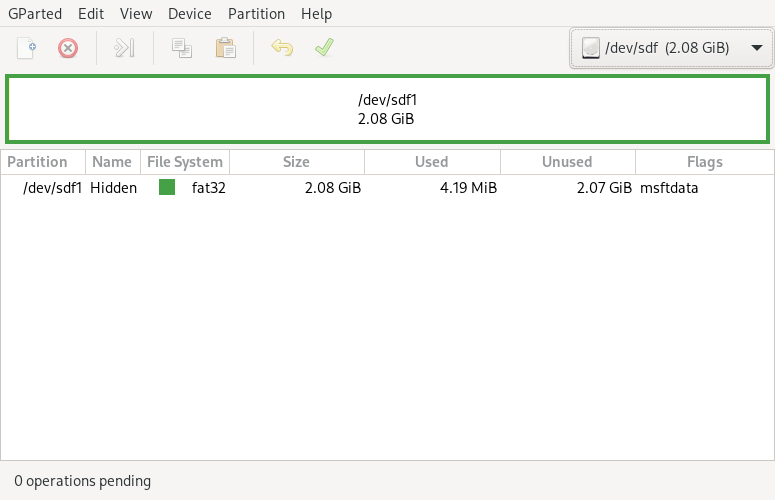 GParted Edit View Device Partition Help
/dev/sdf (2.08 GiB)
/dev/sdf1
2.08 GiB
Partition Name File System Size Used Unused Flags
/dev/sdf1 Hidden fat32 2.08 GiB 4.19 MiB 2.07 GiB msftdata
0 operations pending